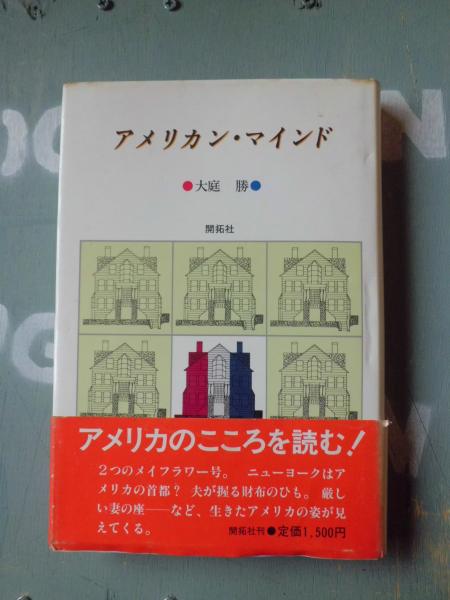 アメリカン・マインド
●大庭 勝●
開拓社
アメリカのこころを読む!
2つのメイフラワー号。 ニューヨークはア
メリカの首都? 夫が握る財布のひも。 厳し
い妻の座——など、生きたアメリカの姿が見
えてくる。
開拓社刊●定価1,500円